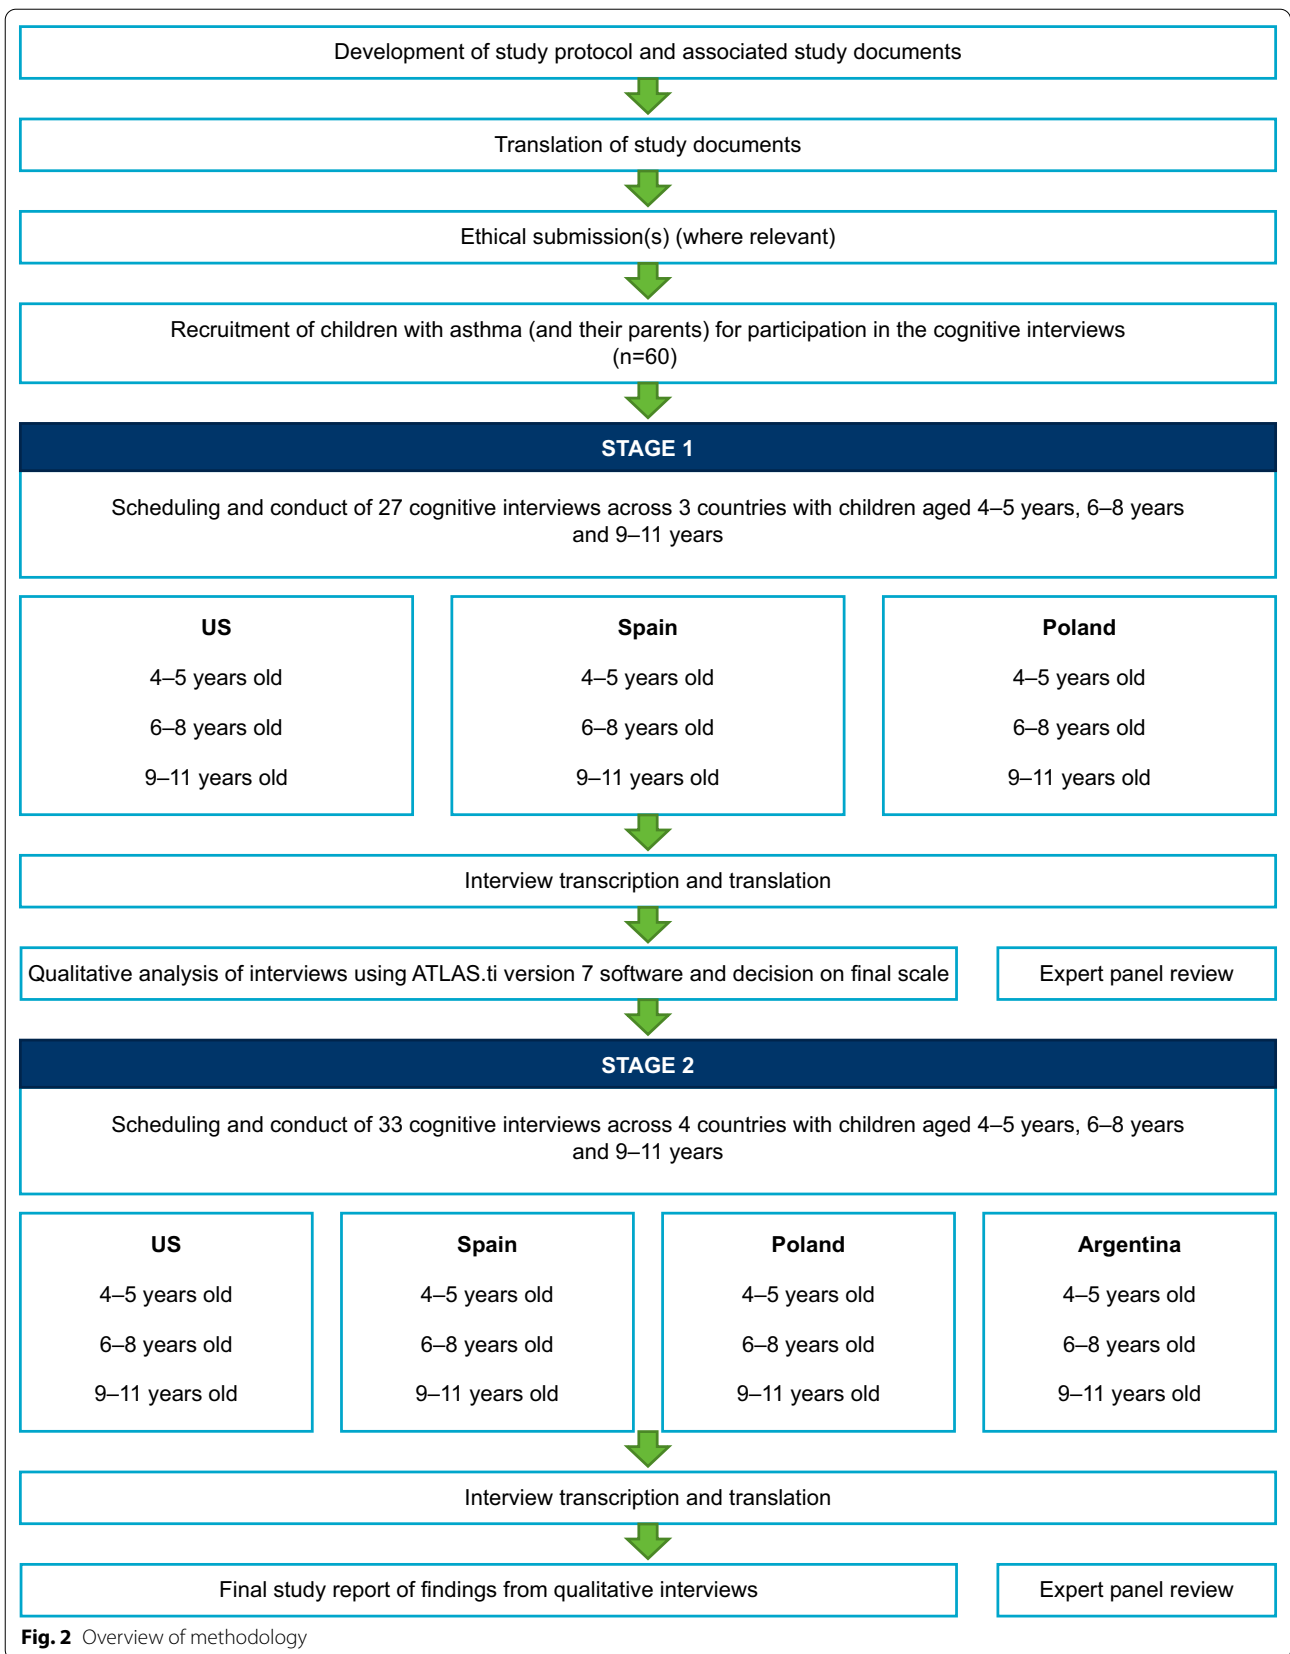 Development of study protocol and associated study documents
Translation of study documents
Ethical submission(s) (where relevant)
Recruitment of children with asthma (and their parents) for participation in the cognitive interviews
(n=60)
STAGE 1
Scheduling and conduct of 27 cognitive interviews across 3 countries with children aged 4–5 years, 6–8 years
and 9–11 years
US
4–5 years old
6–8 years old
9–11 years old
Spain
4–5 years old
6–8 years old
9–11 years old
Poland
4–5 years old
6–8 years old
9–11 years old
Interview transcription and translation
Qualitative analysis of interviews using ATLAS.ti version 7 software and decision on final scale
Expert panel review
STAGE 2
Scheduling and conduct of 33 cognitive interviews across 4 countries with children aged 4–5 years, 6–8 years
and 9–11 years
US
4–5 years old
6–8 years old
9–11 years old
Spain
4–5 years old
6–8 years old
9–11 years old
Poland
4–5 years old
6–8 years old
9–11 years old
Argentina
4–5 years old
6–8 years old
9–11 years old
Interview transcription and translation
Final study report of findings from qualitative interviews
Expert panel review
Fig. 2 Overview of methodology